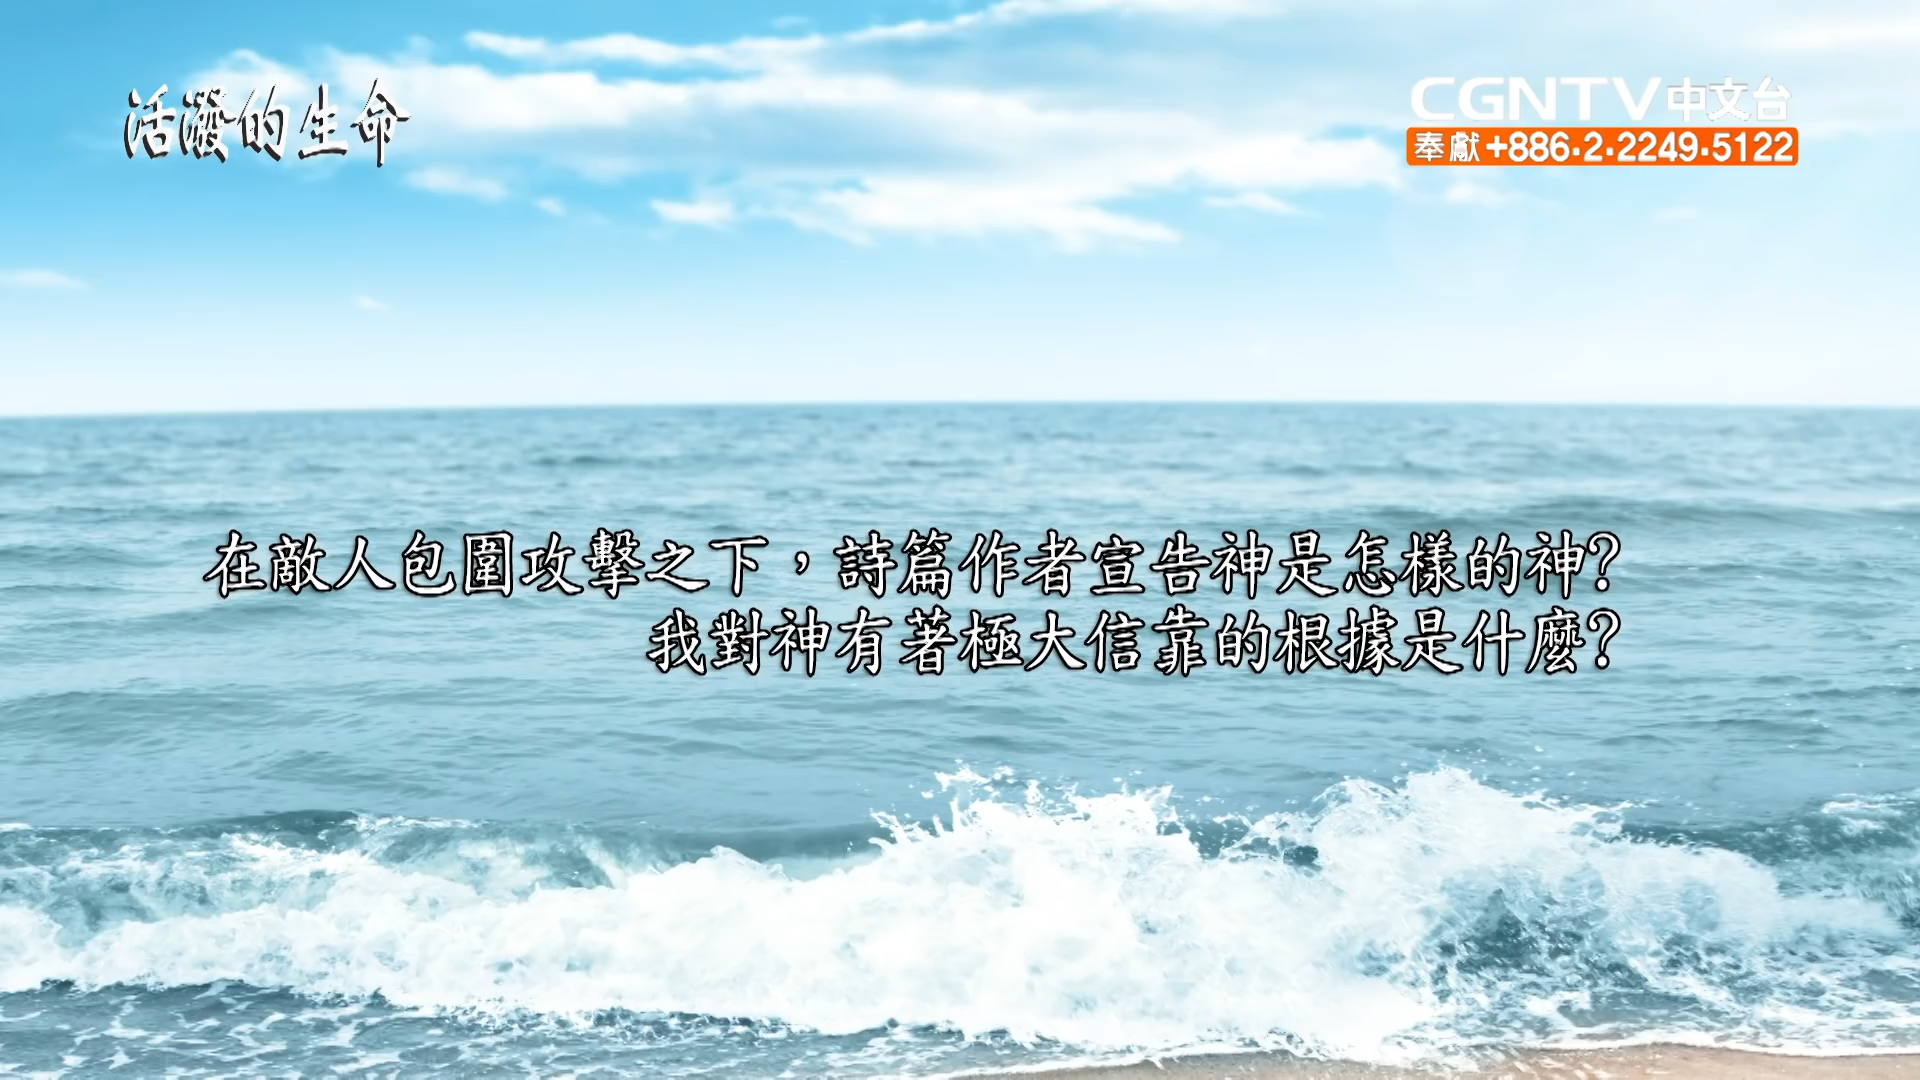 活潑的生命
CGNTV中文台
奉獻+886·2·2249·5122
在敵人包圍攻擊之下，詩篇作者宣告神是怎樣的神?
我對神有著極大信靠的根據是什麼?